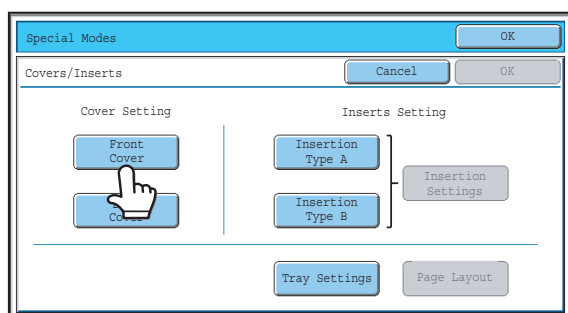 Special Modes
OK
Covers/Inserts
Cancel
OK
Cover Setting
Inserts Setting
Front
Cover
Insertion
Type A
Insertion
Settings
Insertion
Type B
Tray Settings
Page Layout